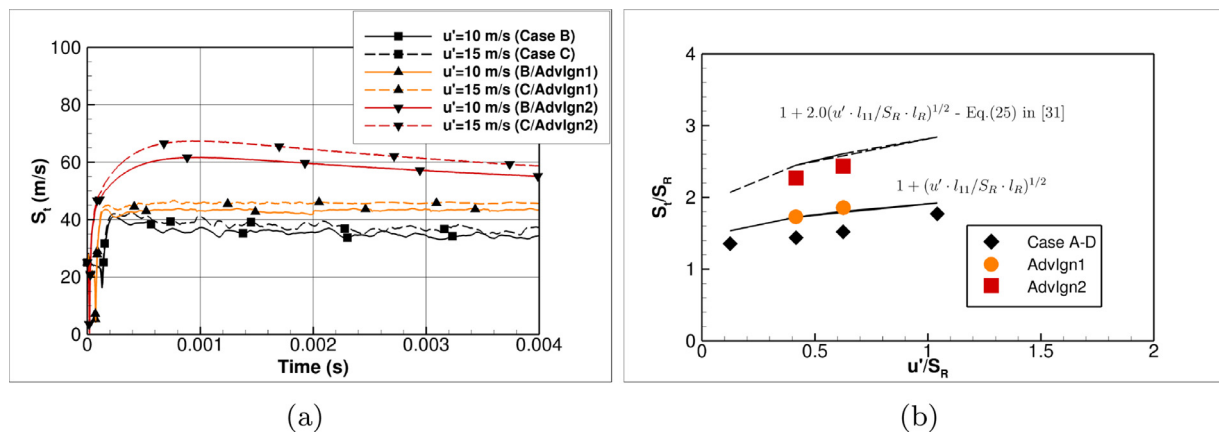 u'=10 m/s (Case B)
u'=15 m/s (Case C)
u'=10 m/s (B/AdvIgn1)
u'=15 m/s (C/AdvIgn1)
u'=10 m/s (B/AdvIgn2)
u'=15 m/s (C/AdvIgn2)
100
80
60
40
20
0
S_t (m/s)
0
0.001
0.002
0.003
0.004
Time (s)
(a)
4
3
2
1
0
S_t/S_R
1 + 2.0(u' · l_11/S_R · l_R)^1/2 - Eq.(25) in [31]
1 + (u' · l_11/S_R · l_R)^1/2
Case A-D
AdvIgn1
AdvIgn2
0
0.5
1
1.5
2
u'/S_R
(b)